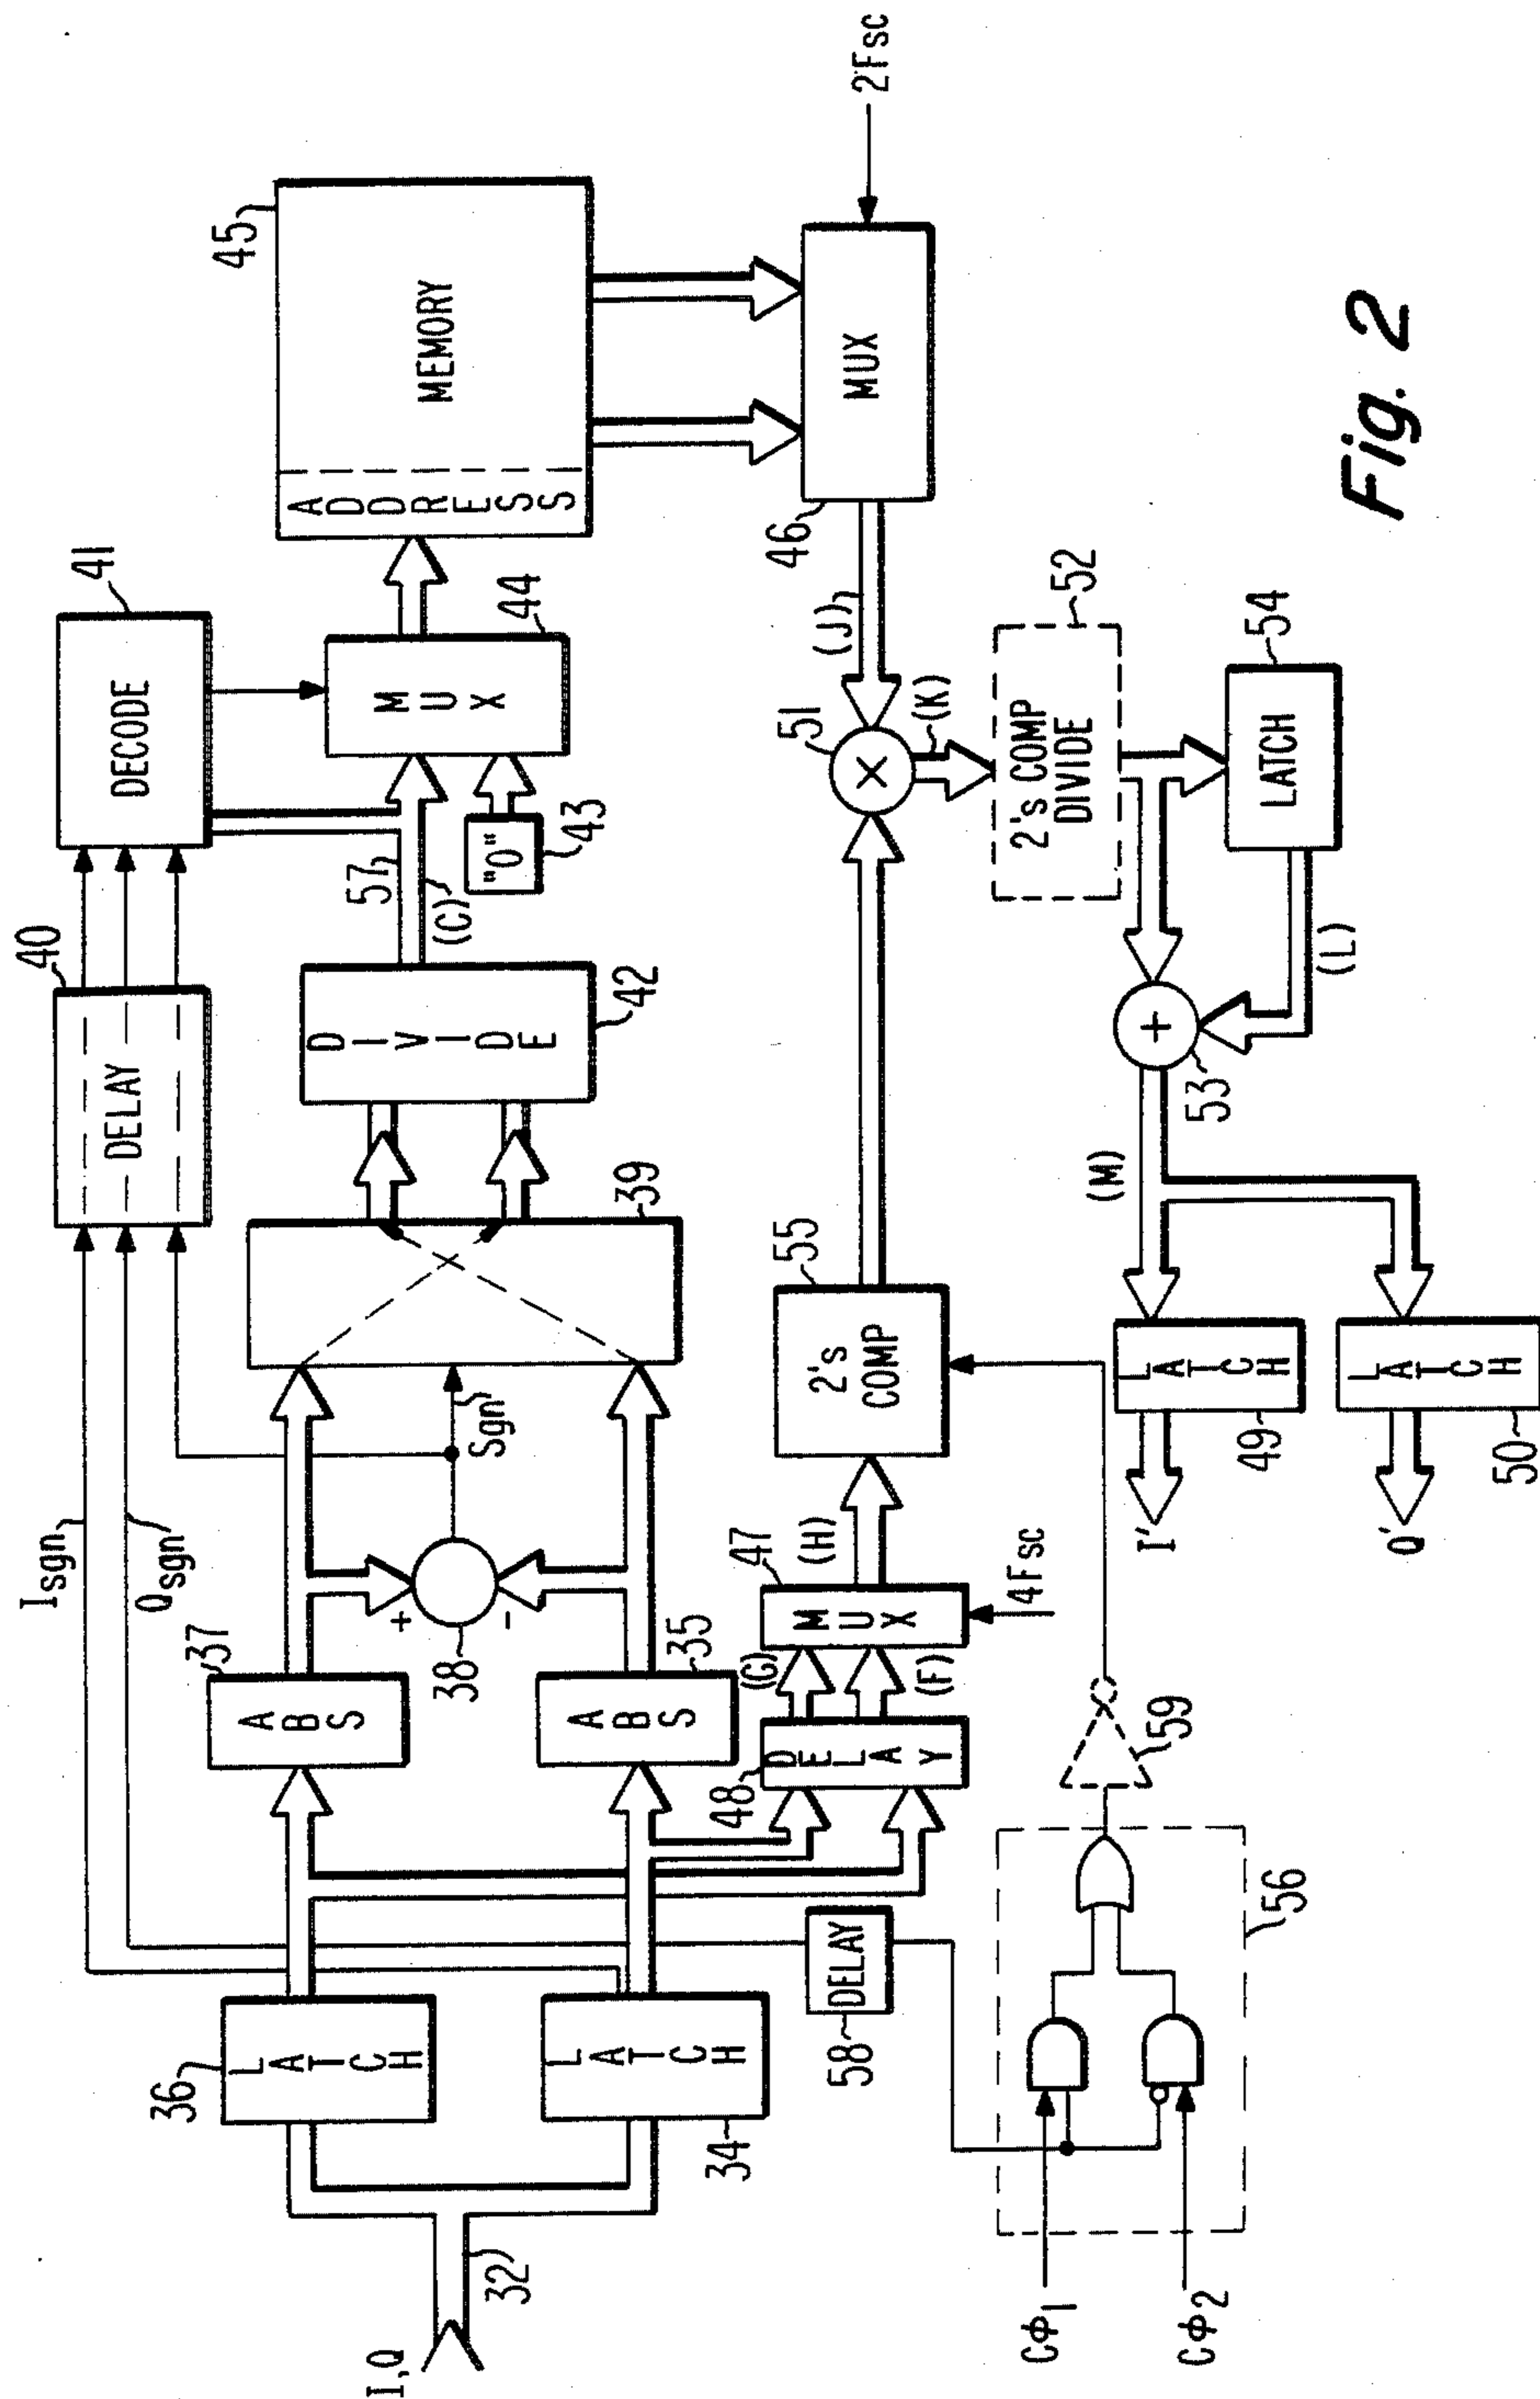 I,Q
32
36
LATCH
34
LATCH
Isgn
Qsgn
37
ABS
35
ABS
38
+
-
Sgn
39
40
DELAY
41
DECODE
DIVIDE
42
57
(C)
"0"
43
MUX
44
45
ADDRESS
MEMORY
58
DELAY
48
DELAY
(G)
(F)
47
MUX
4Fsc
(H)
55
2's
COMP
51
×
(J)
46
MUX
2Fsc
(K)
52
2's COMP
DIVIDE
54
LATCH
(L)
53
+
(M)
LATCH
49
I'
LATCH
50
Q'
CΦ1
CΦ2
56
59
Fig. 2